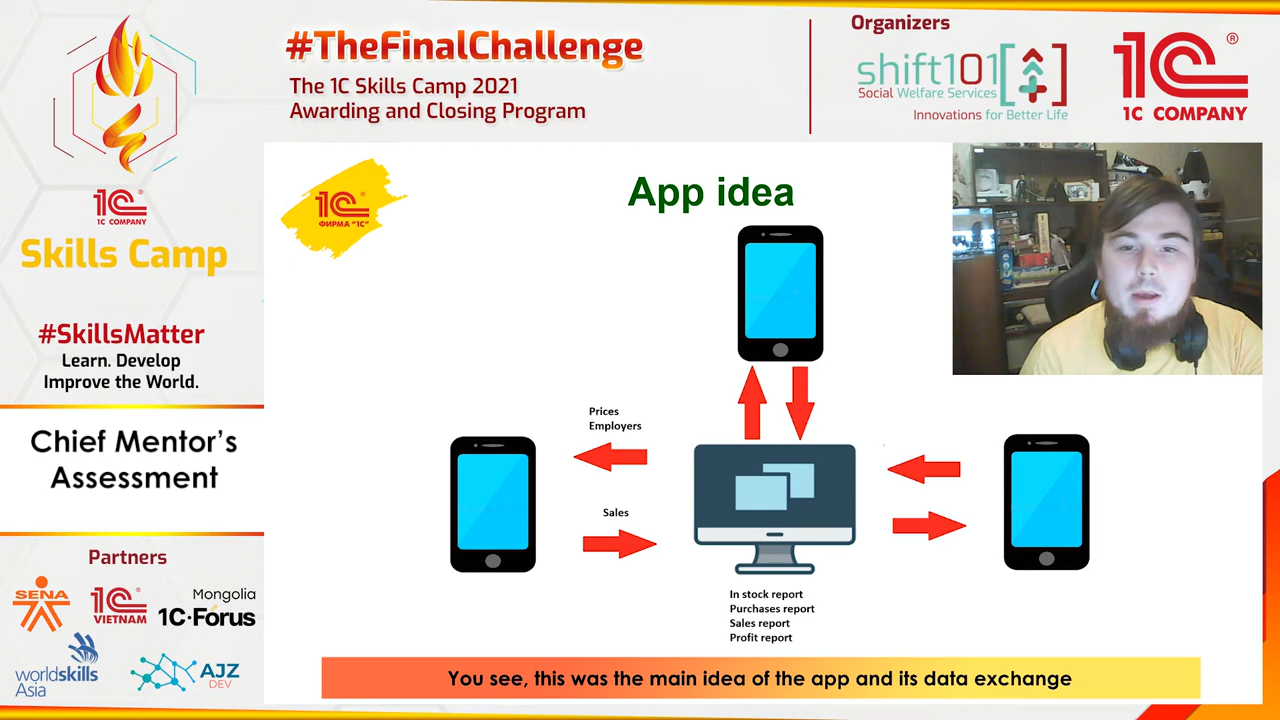 #TheFinalChallenge
The 1C Skills Camp 2021
Awarding and Closing Program
Organizers
shift101
Social Welfare Services
Innovations for Better Life
1C ®
1C COMPANY
1C ®
1C COMPANY
Skills Camp
#SkillsMatter
Learn. Develop
Improve the World.
Chief Mentor's
Assessment
Partners
SENA
1C
VIETNAM
Mongolia
1C·Fórus
worldskills
Asia
AJZ
DEV
1C ®
ФИРМА "1С"
App idea
Prices
Employers
Sales
In stock report
Purchases report
Sales report
Profit report
You see, this was the main idea of the app and its data exchange